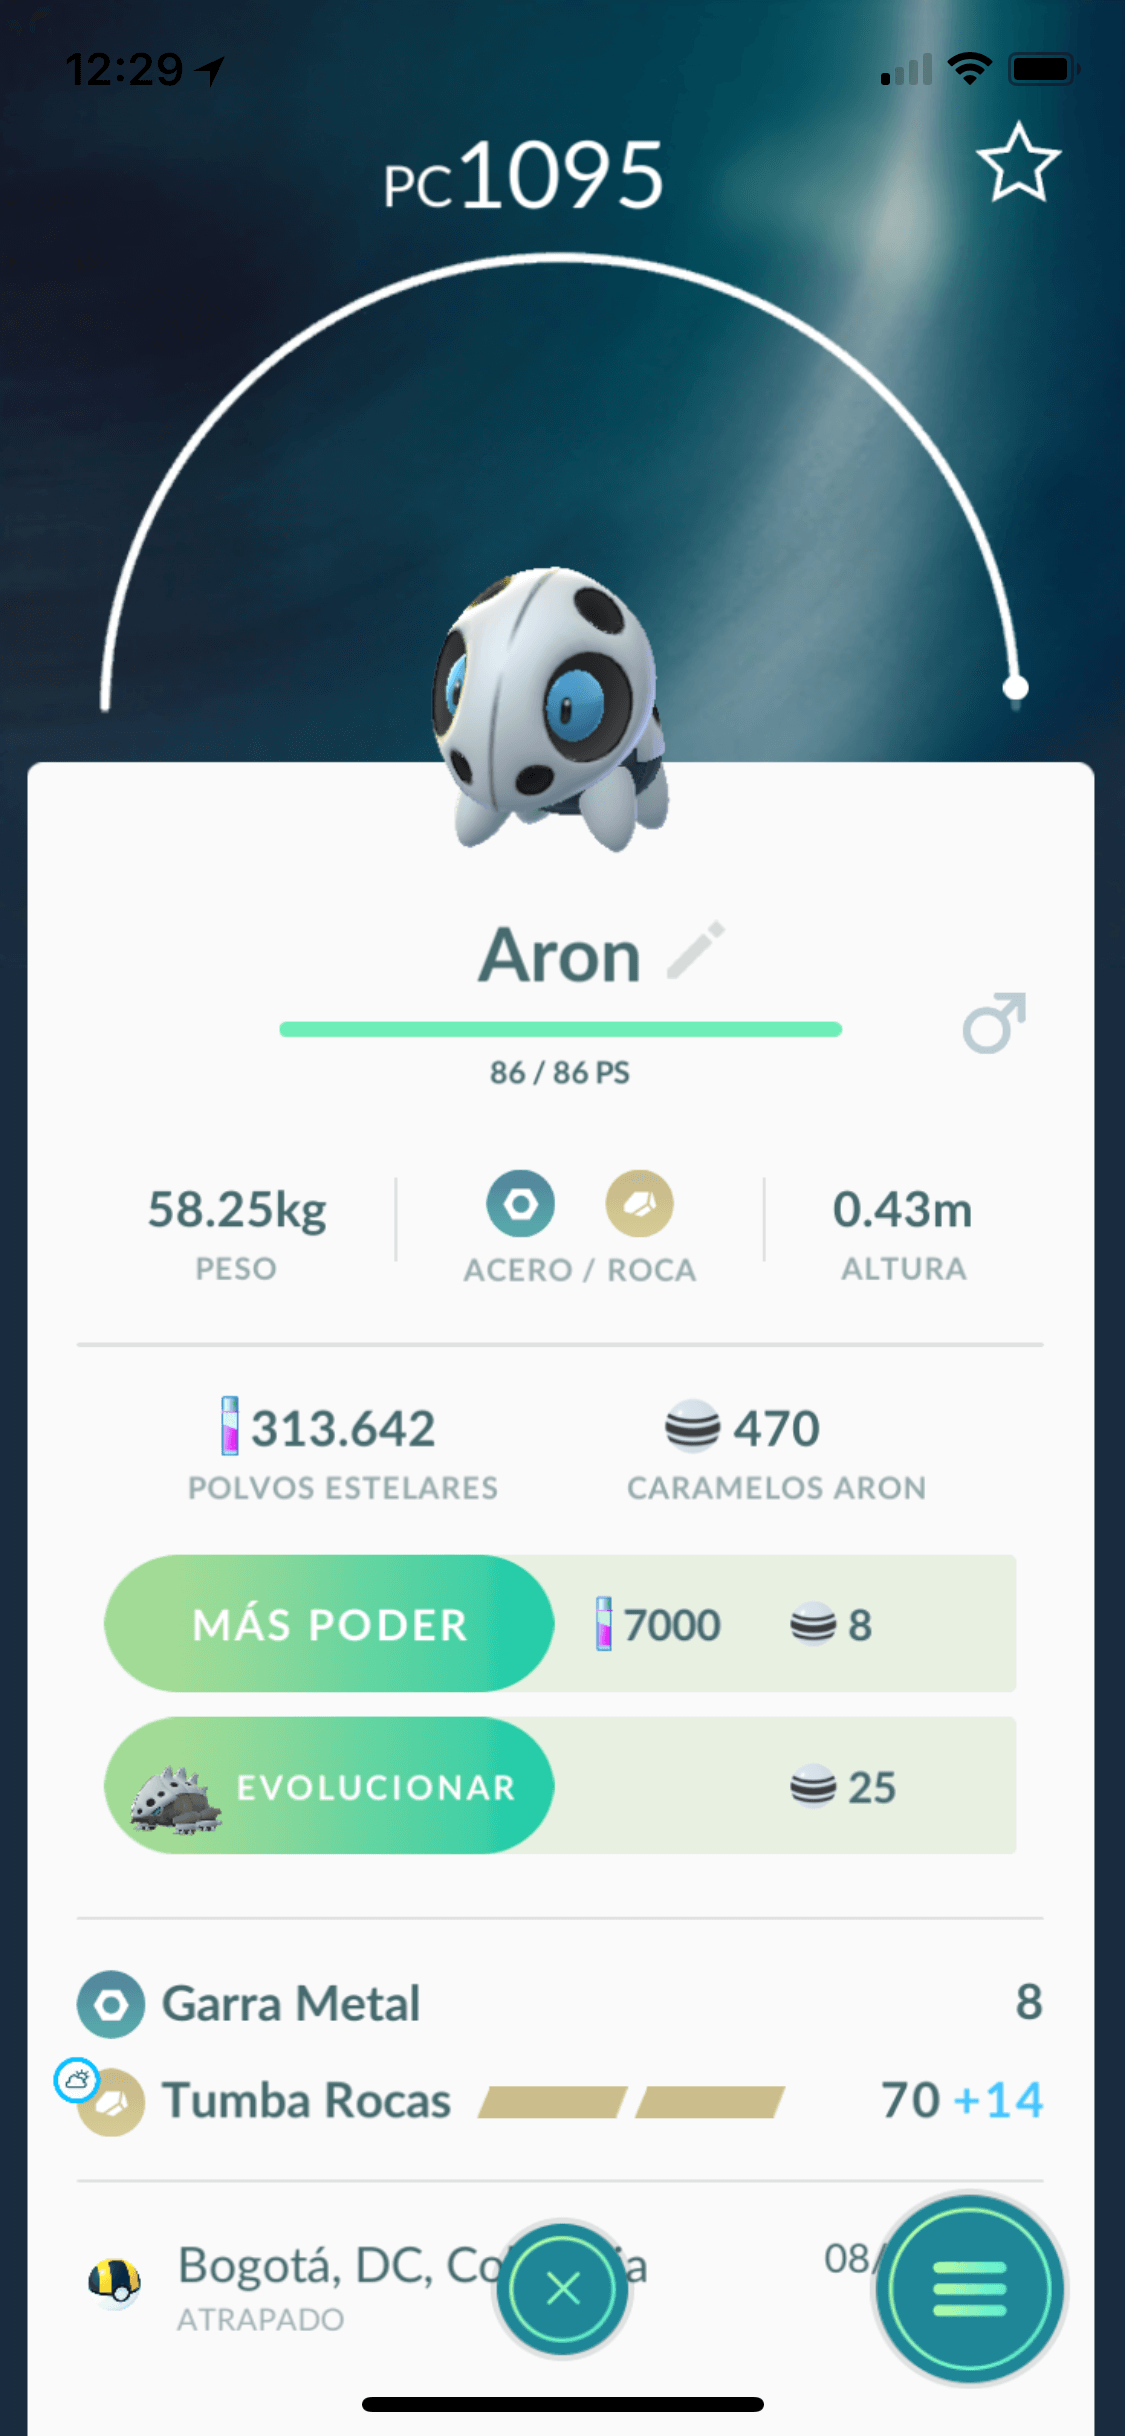 12:29
PC1095
Aron
86 / 86 PS
58.25kg
PESO
ACERO / ROCA
0.43m
ALTURA
313.642
POLVOS ESTELARES
470
CARAMELOS ARON
MÁS PODER 7000 8
EVOLUCIONAR 25
Garra Metal 8
Tumba Rocas 70 +14
Bogotá, DC, 08/
ATRAPADO